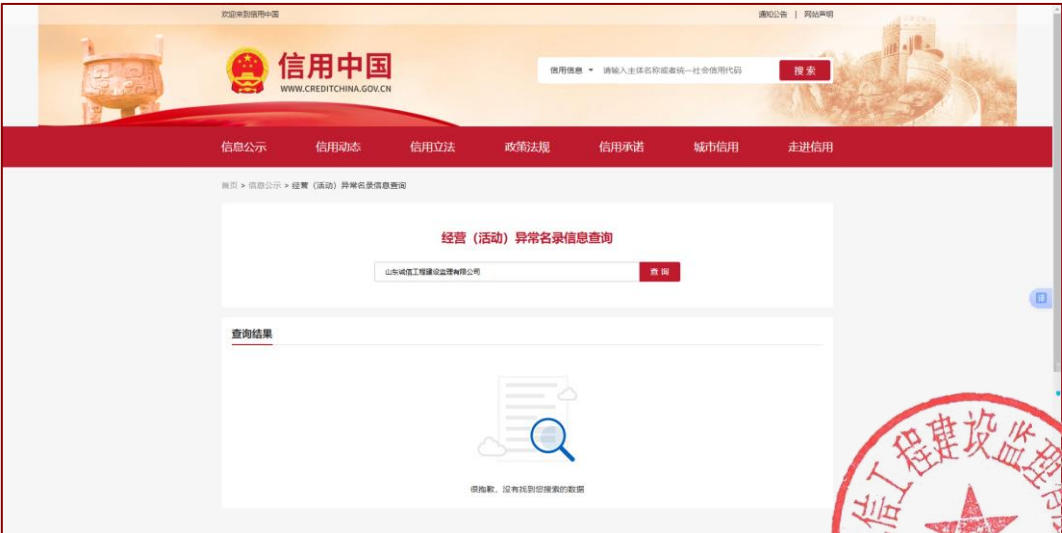 欢迎来到信用中国
通知公告 | 网站声明
信用中国
WWW.CREDITCHINA.GOV.CN
信用信息 请输入主体名称或者统一社会信用代码 搜索
信息公示 信用动态 信用立法 政策法规 信用承诺 城市信用 走进信用
首页 > 信息公示 > 经营（活动）异常名录信息查询
经营（活动）异常名录信息查询
山东诚信工程建设监理有限公司 查询
译
查询结果
很抱歉，没有找到您搜索的数据
信工程建设监理有限